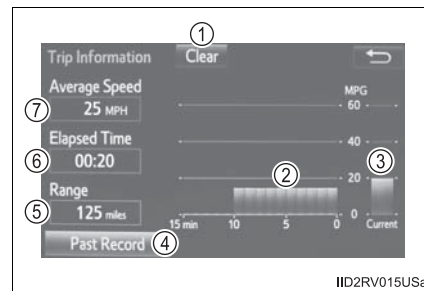 1
Trip Information Clear
Average Speed
MPG
7 25 MPH
60
Elapsed Time
40
6 00:20
2 3
20
Range
5 125 miles
0
15 min 10 5 0 Current
Past Record 4
IID2RV015USa